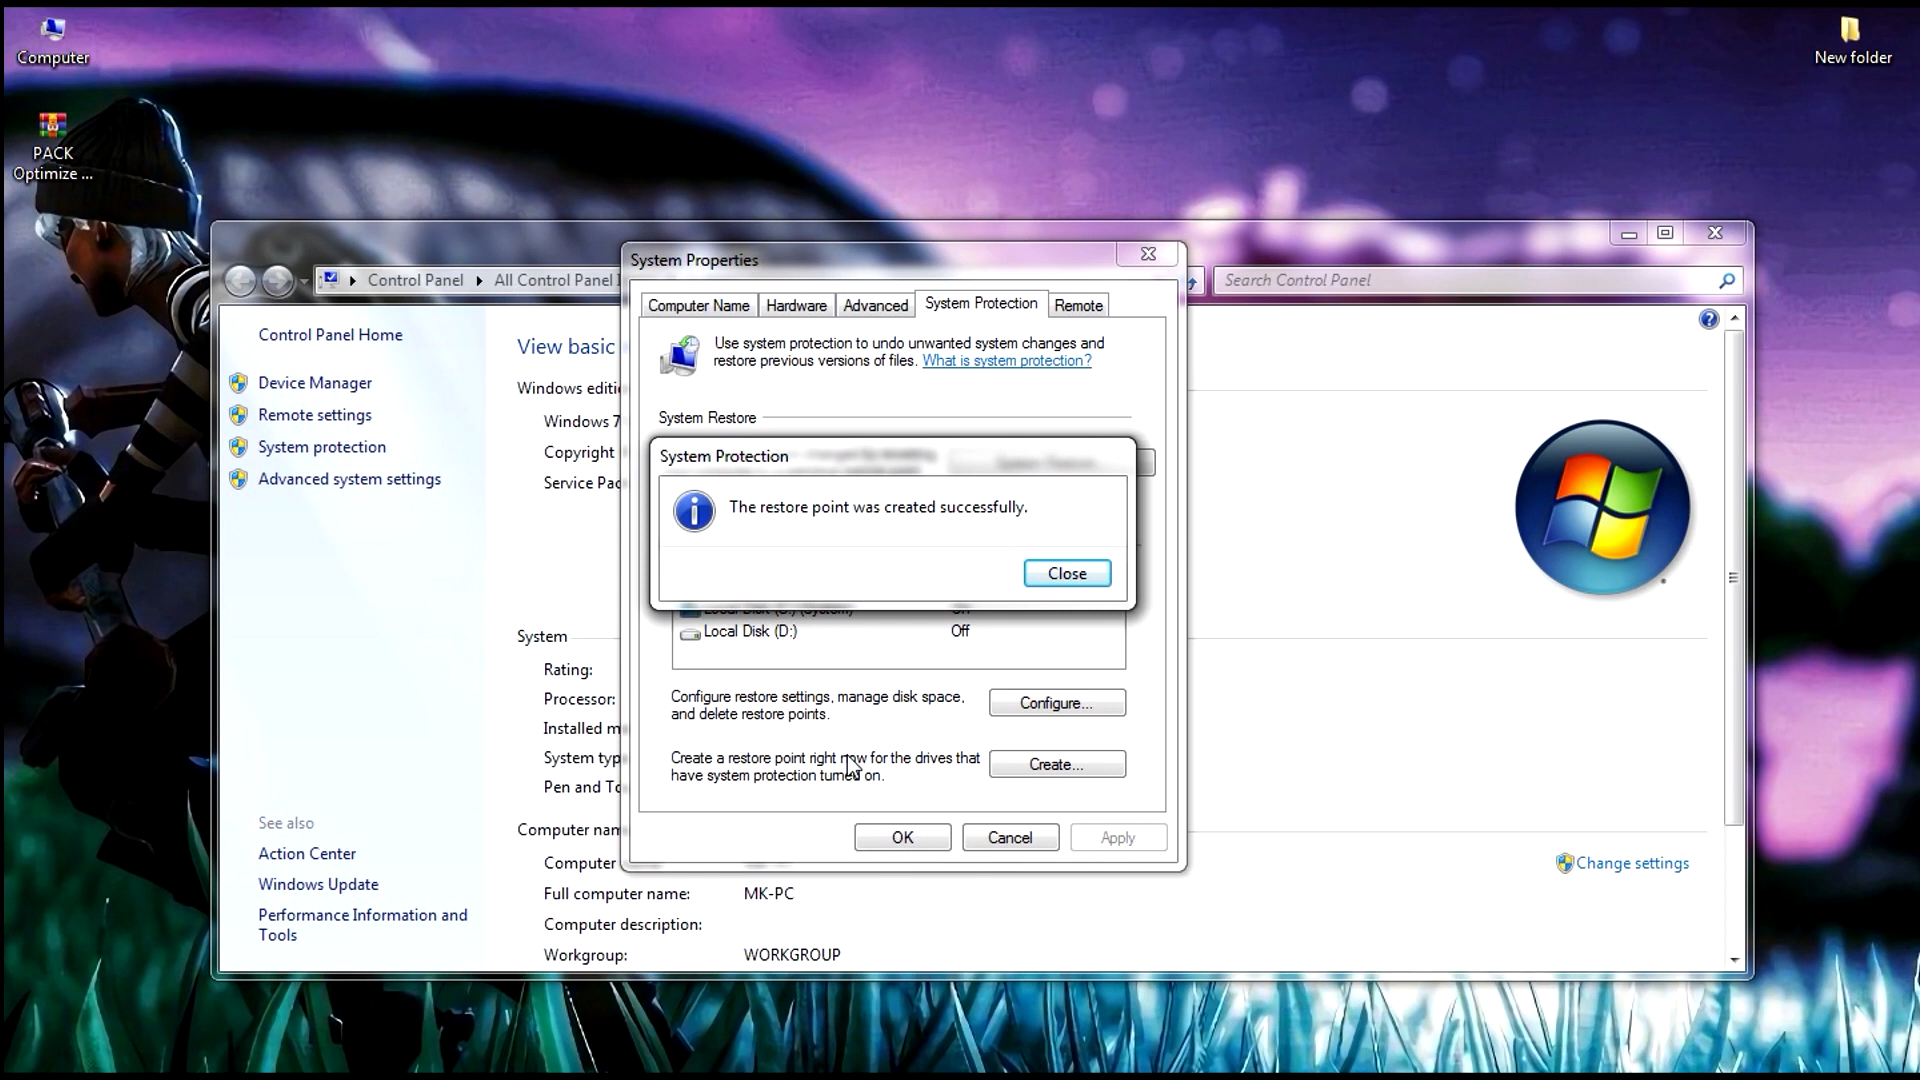 Computer
New folder
PACK
Optimize ...
Control Panel
All Control Panel
Search Control Panel
Control Panel Home
Device Manager
Remote settings
System protection
Advanced system settings
See also
Action Center
Windows Update
Performance Information and
Tools
View basic
Windows editi
Windows 7
Copyright
Service Pac
System
Rating:
Processor:
Installed m
System typ
Pen and To
Computer nam
Computer
Full computer name: MK-PC
Computer description:
Workgroup: WORKGROUP
Change settings
System Properties
Computer Name
Hardware
Advanced
System Protection
Remote
Use system protection to undo unwanted system changes and
restore previous versions of files. What is system protection?
System Restore
System Protection
The restore point was created successfully.
Close
Local Disk (D:) Off
Configure restore settings, manage disk space,
and delete restore points.
Configure...
Create a restore point right now for the drives that
have system protection turned on.
Create...
OK
Cancel
Apply